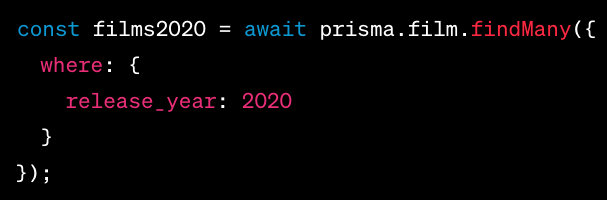 const films2020 = await prisma.film.findMany({
  where: {
    release_year: 2020
  }
});